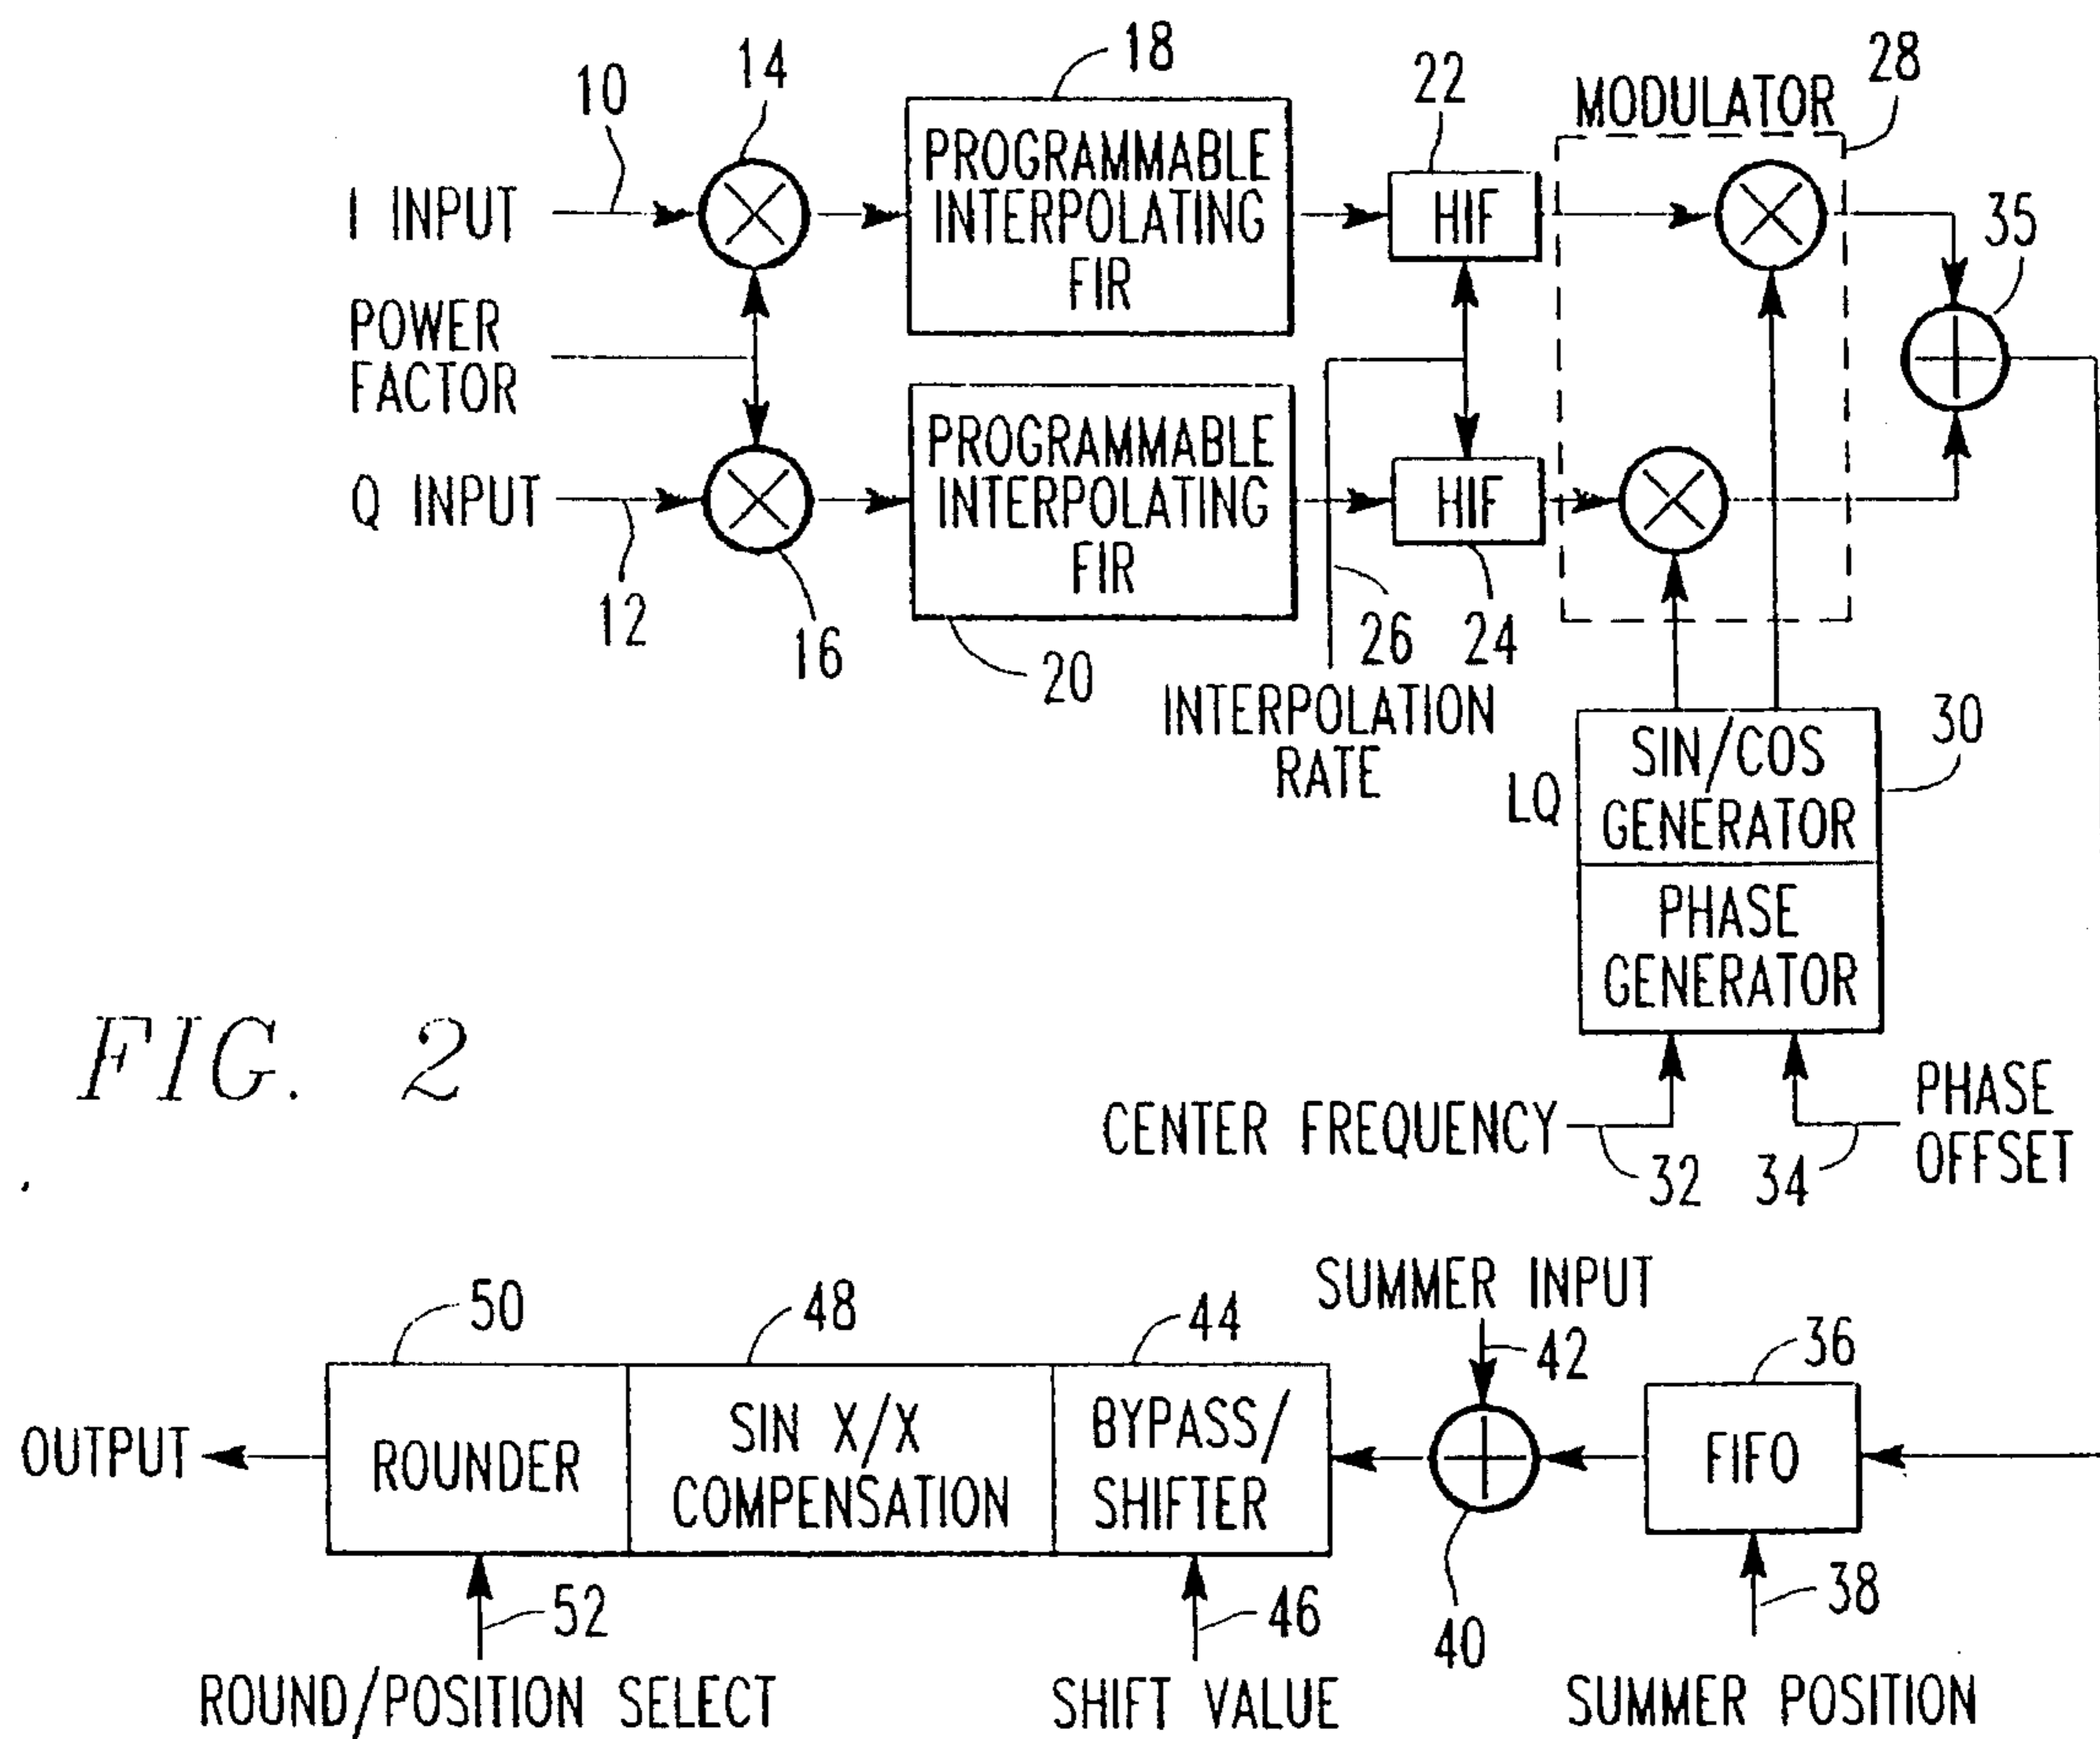 18
14
10
22
28
MODULATOR
35
PROGRAMMABLE
INTERPOLATING
FIR
I INPUT
HIF
POWER
FACTOR
PROGRAMMABLE
INTERPOLATING
FIR
Q INPUT
HIF
12
16
20
26
24
INTERPOLATION
RATE
30
LQ
SIN/COS
GENERATOR
PHASE
GENERATOR
FIG. 2
CENTER FREQUENCY
PHASE
OFFSET
32
34
SUMMER INPUT
50
48
44
42
36
OUTPUT
ROUNDER
SIN X/X
COMPENSATION
BYPASS/
SHIFTER
FIFO
52
46
40
38
ROUND/POSITION SELECT
SHIFT VALUE
SUMMER POSITION